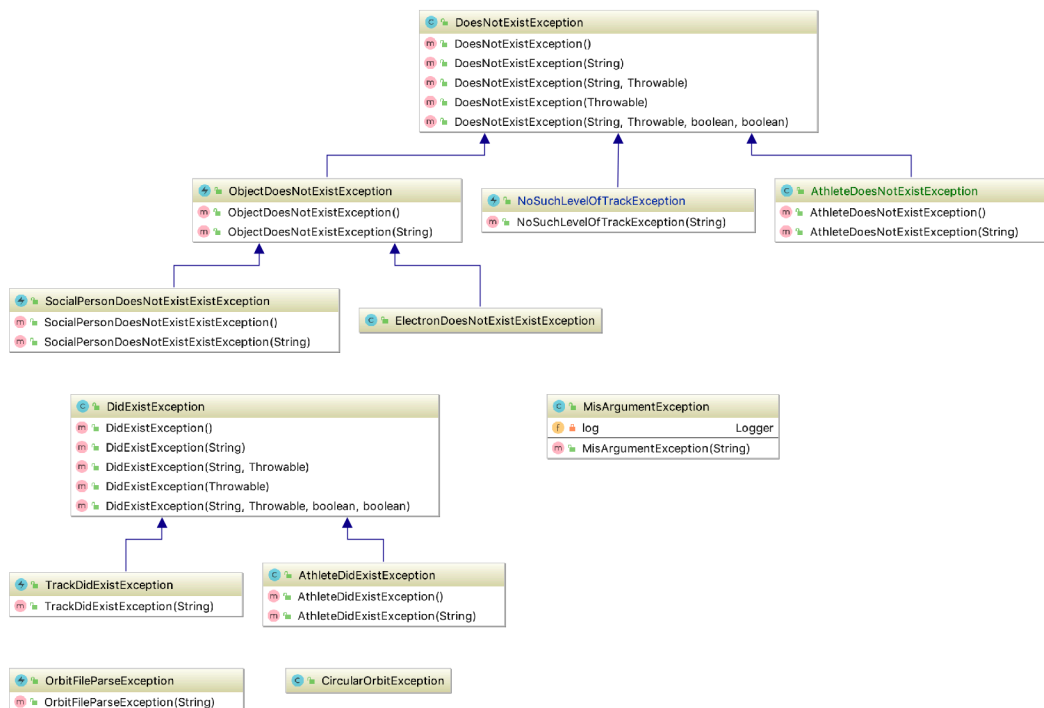 DoesNotExistException
DoesNotExistException()
DoesNotExistException(String)
DoesNotExistException(String, Throwable)
DoesNotExistException(Throwable)
DoesNotExistException(String, Throwable, boolean, boolean)
ObjectDoesNotExistException
ObjectDoesNotExistException()
ObjectDoesNotExistException(String)
NoSuchLevelOfTrackException
NoSuchLevelOfTrackException(String)
AthleteDoesNotExistException
AthleteDoesNotExistException()
AthleteDoesNotExistException(String)
SocialPersonDoesNotExistExistException
SocialPersonDoesNotExistExistException()
SocialPersonDoesNotExistExistException(String)
ElectronDoesNotExistExistException
DidExistException
DidExistException()
DidExistException(String)
DidExistException(String, Throwable)
DidExistException(Throwable)
DidExistException(String, Throwable, boolean, boolean)
MisArgumentException
log Logger
MisArgumentException(String)
TrackDidExistException
TrackDidExistException(String)
AthleteDidExistException
AthleteDidExistException()
AthleteDidExistException(String)
OrbitFileParseException
OrbitFileParseException(String)
CircularOrbitException